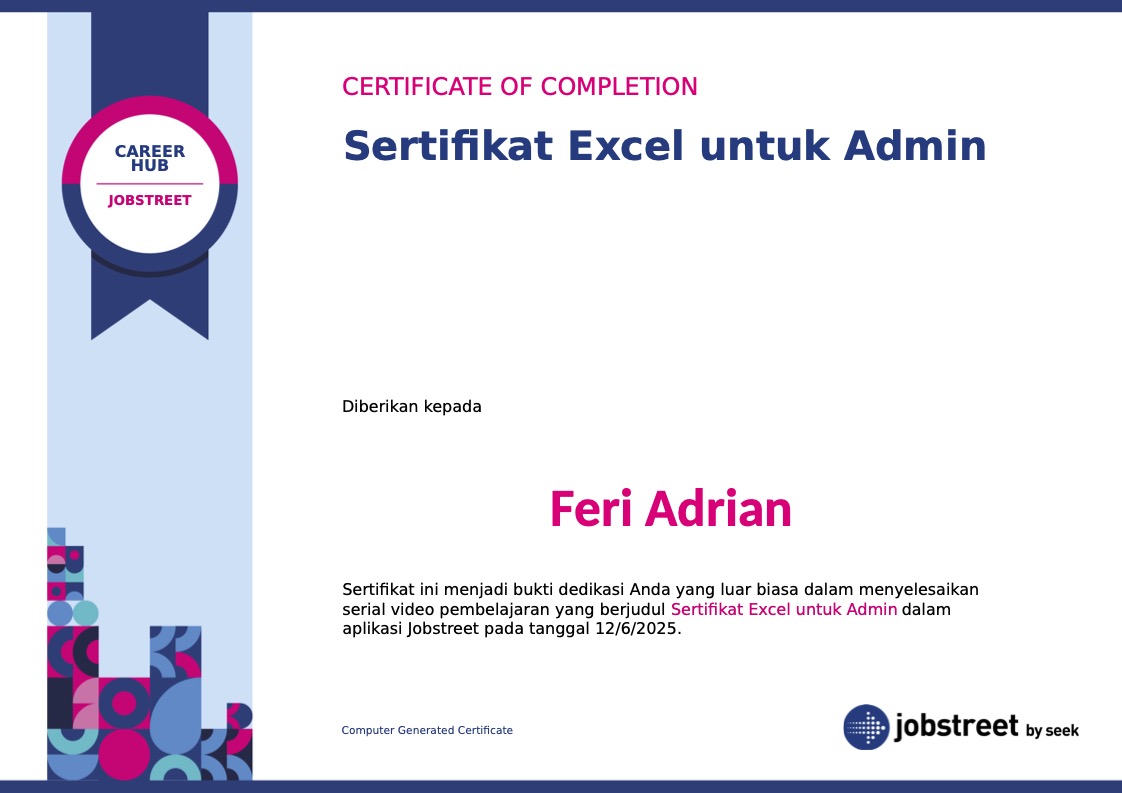 CAREER
HUB
JOBSTREET
CERTIFICATE OF COMPLETION
Sertifikat Excel untuk Admin
Diberikan kepada
Feri Adrian
Sertifikat ini menjadi bukti dedikasi Anda yang luar biasa dalam menyelesaikan
serial video pembelajaran yang berjudul Sertifikat Excel untuk Admin dalam
aplikasi Jobstreet pada tanggal 12/6/2025.
Computer Generated Certificate
jobstreet by seek